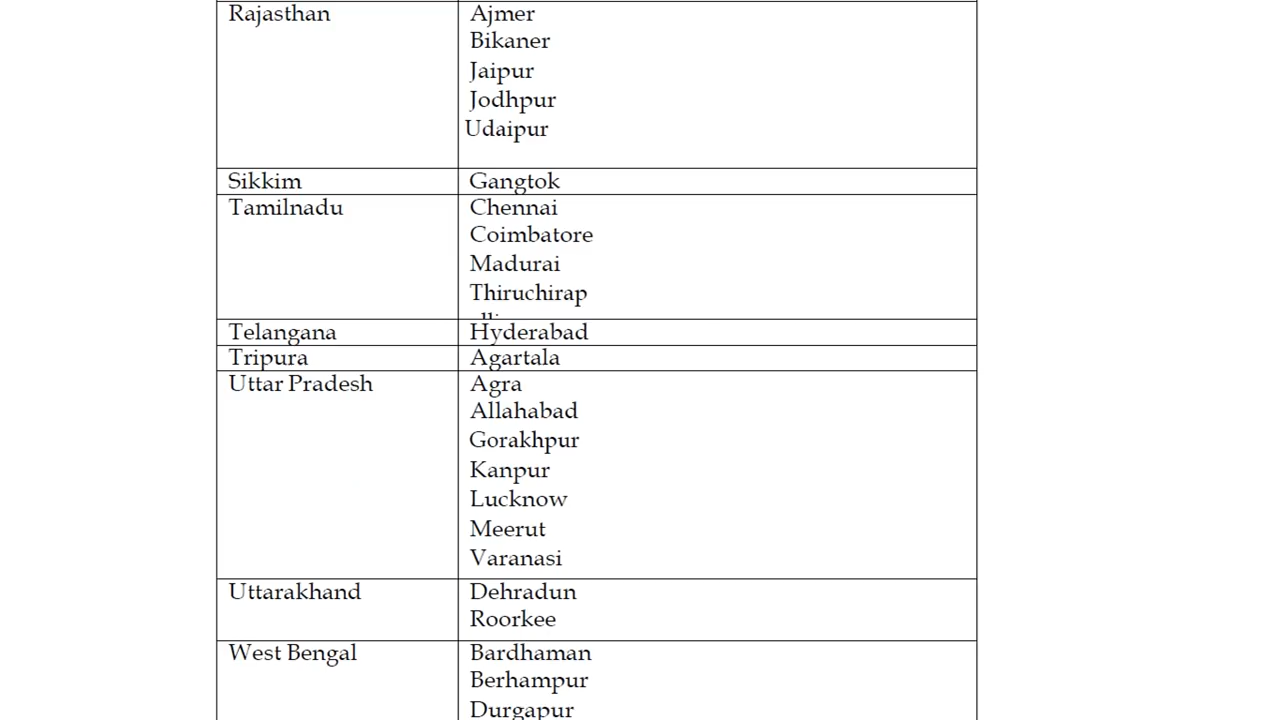 Rajasthan Ajmer
Bikaner
Jaipur
Jodhpur
Udaipur
Sikkim Gangtok
Tamilnadu Chennai
Coimbatore
Madurai
Thiruchirap
Telangana Hyderabad
Tripura Agartala
Uttar Pradesh Agra
Allahabad
Gorakhpur
Kanpur
Lucknow
Meerut
Varanasi
Uttarakhand Dehradun
Roorkee
West Bengal Bardhaman
Berhampur
Durgapur